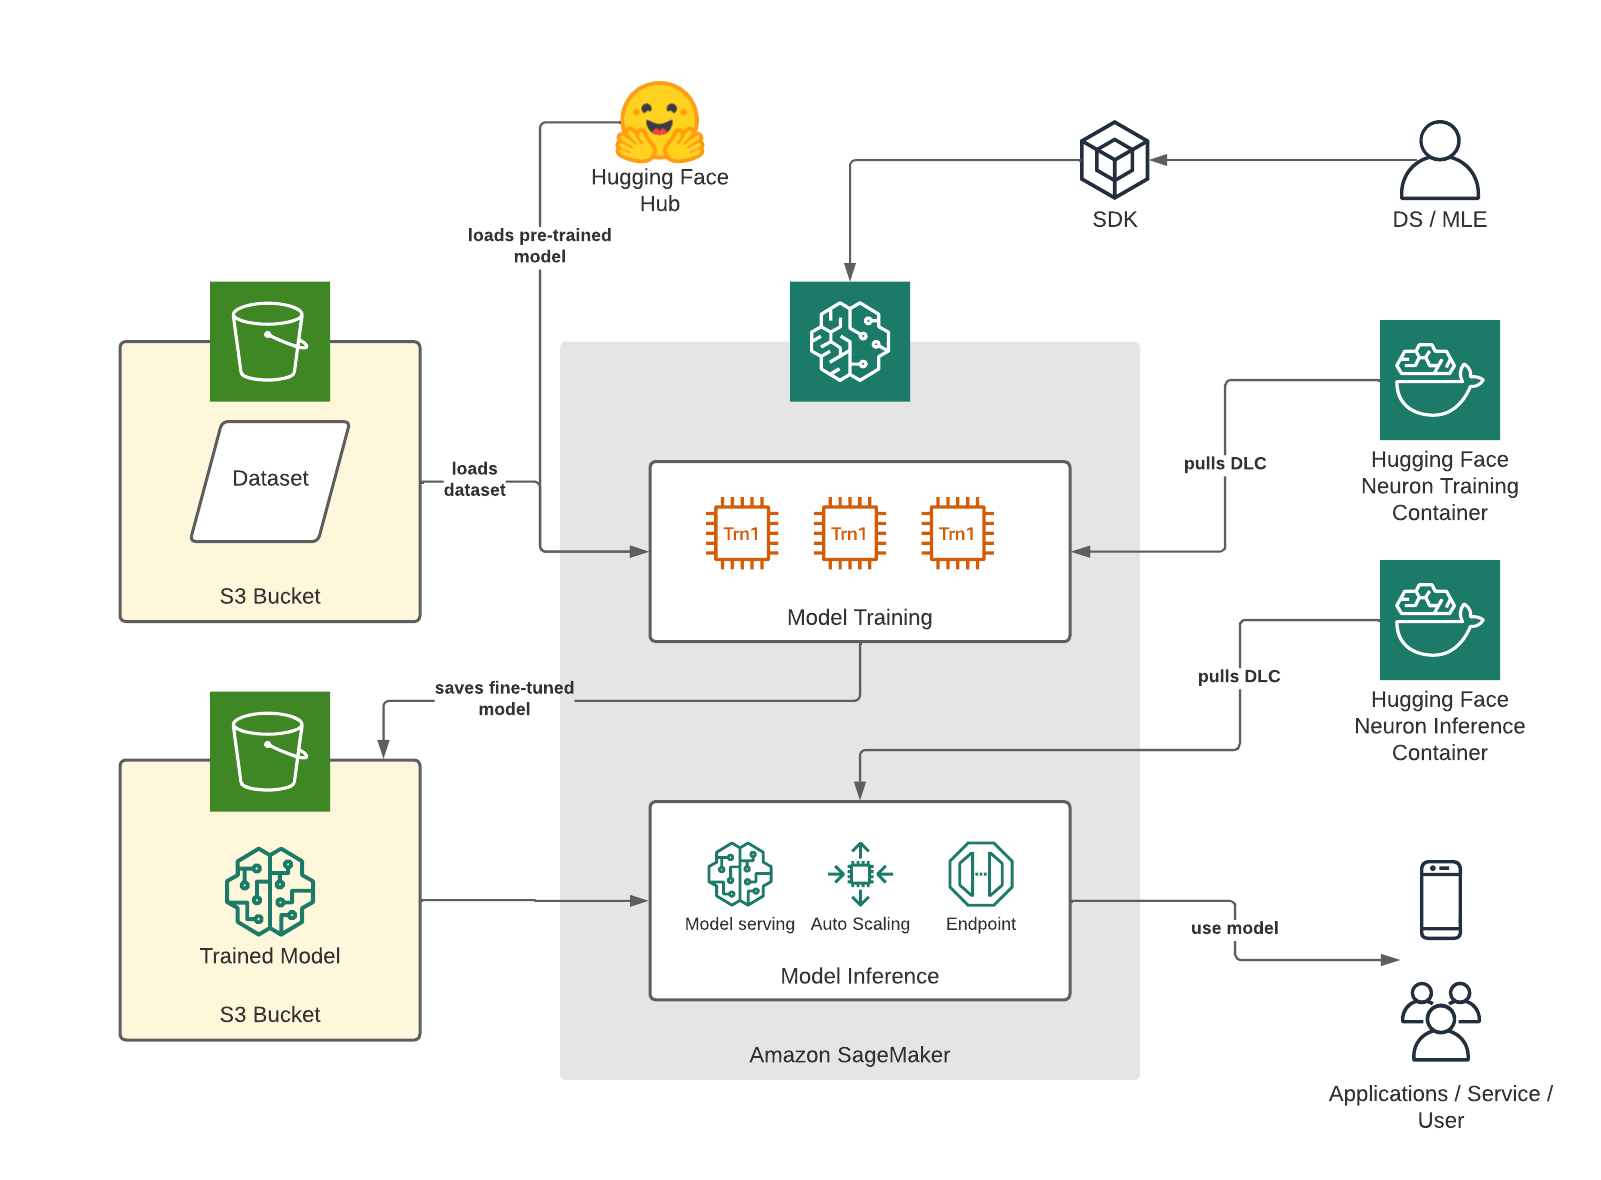 Hugging Face
Hub
SDK
DS / MLE
loads pre-trained
model
Dataset
S3 Bucket
loads
dataset
Trn1
Trn1
Trn1
Model Training
pulls DLC
Hugging Face
Neuron Training
Container
saves fine-tuned
model
pulls DLC
Hugging Face
Neuron Inference
Container
Trained Model
S3 Bucket
Model serving
Auto Scaling
Endpoint
Model Inference
Amazon SageMaker
use model
Applications / Service /
User